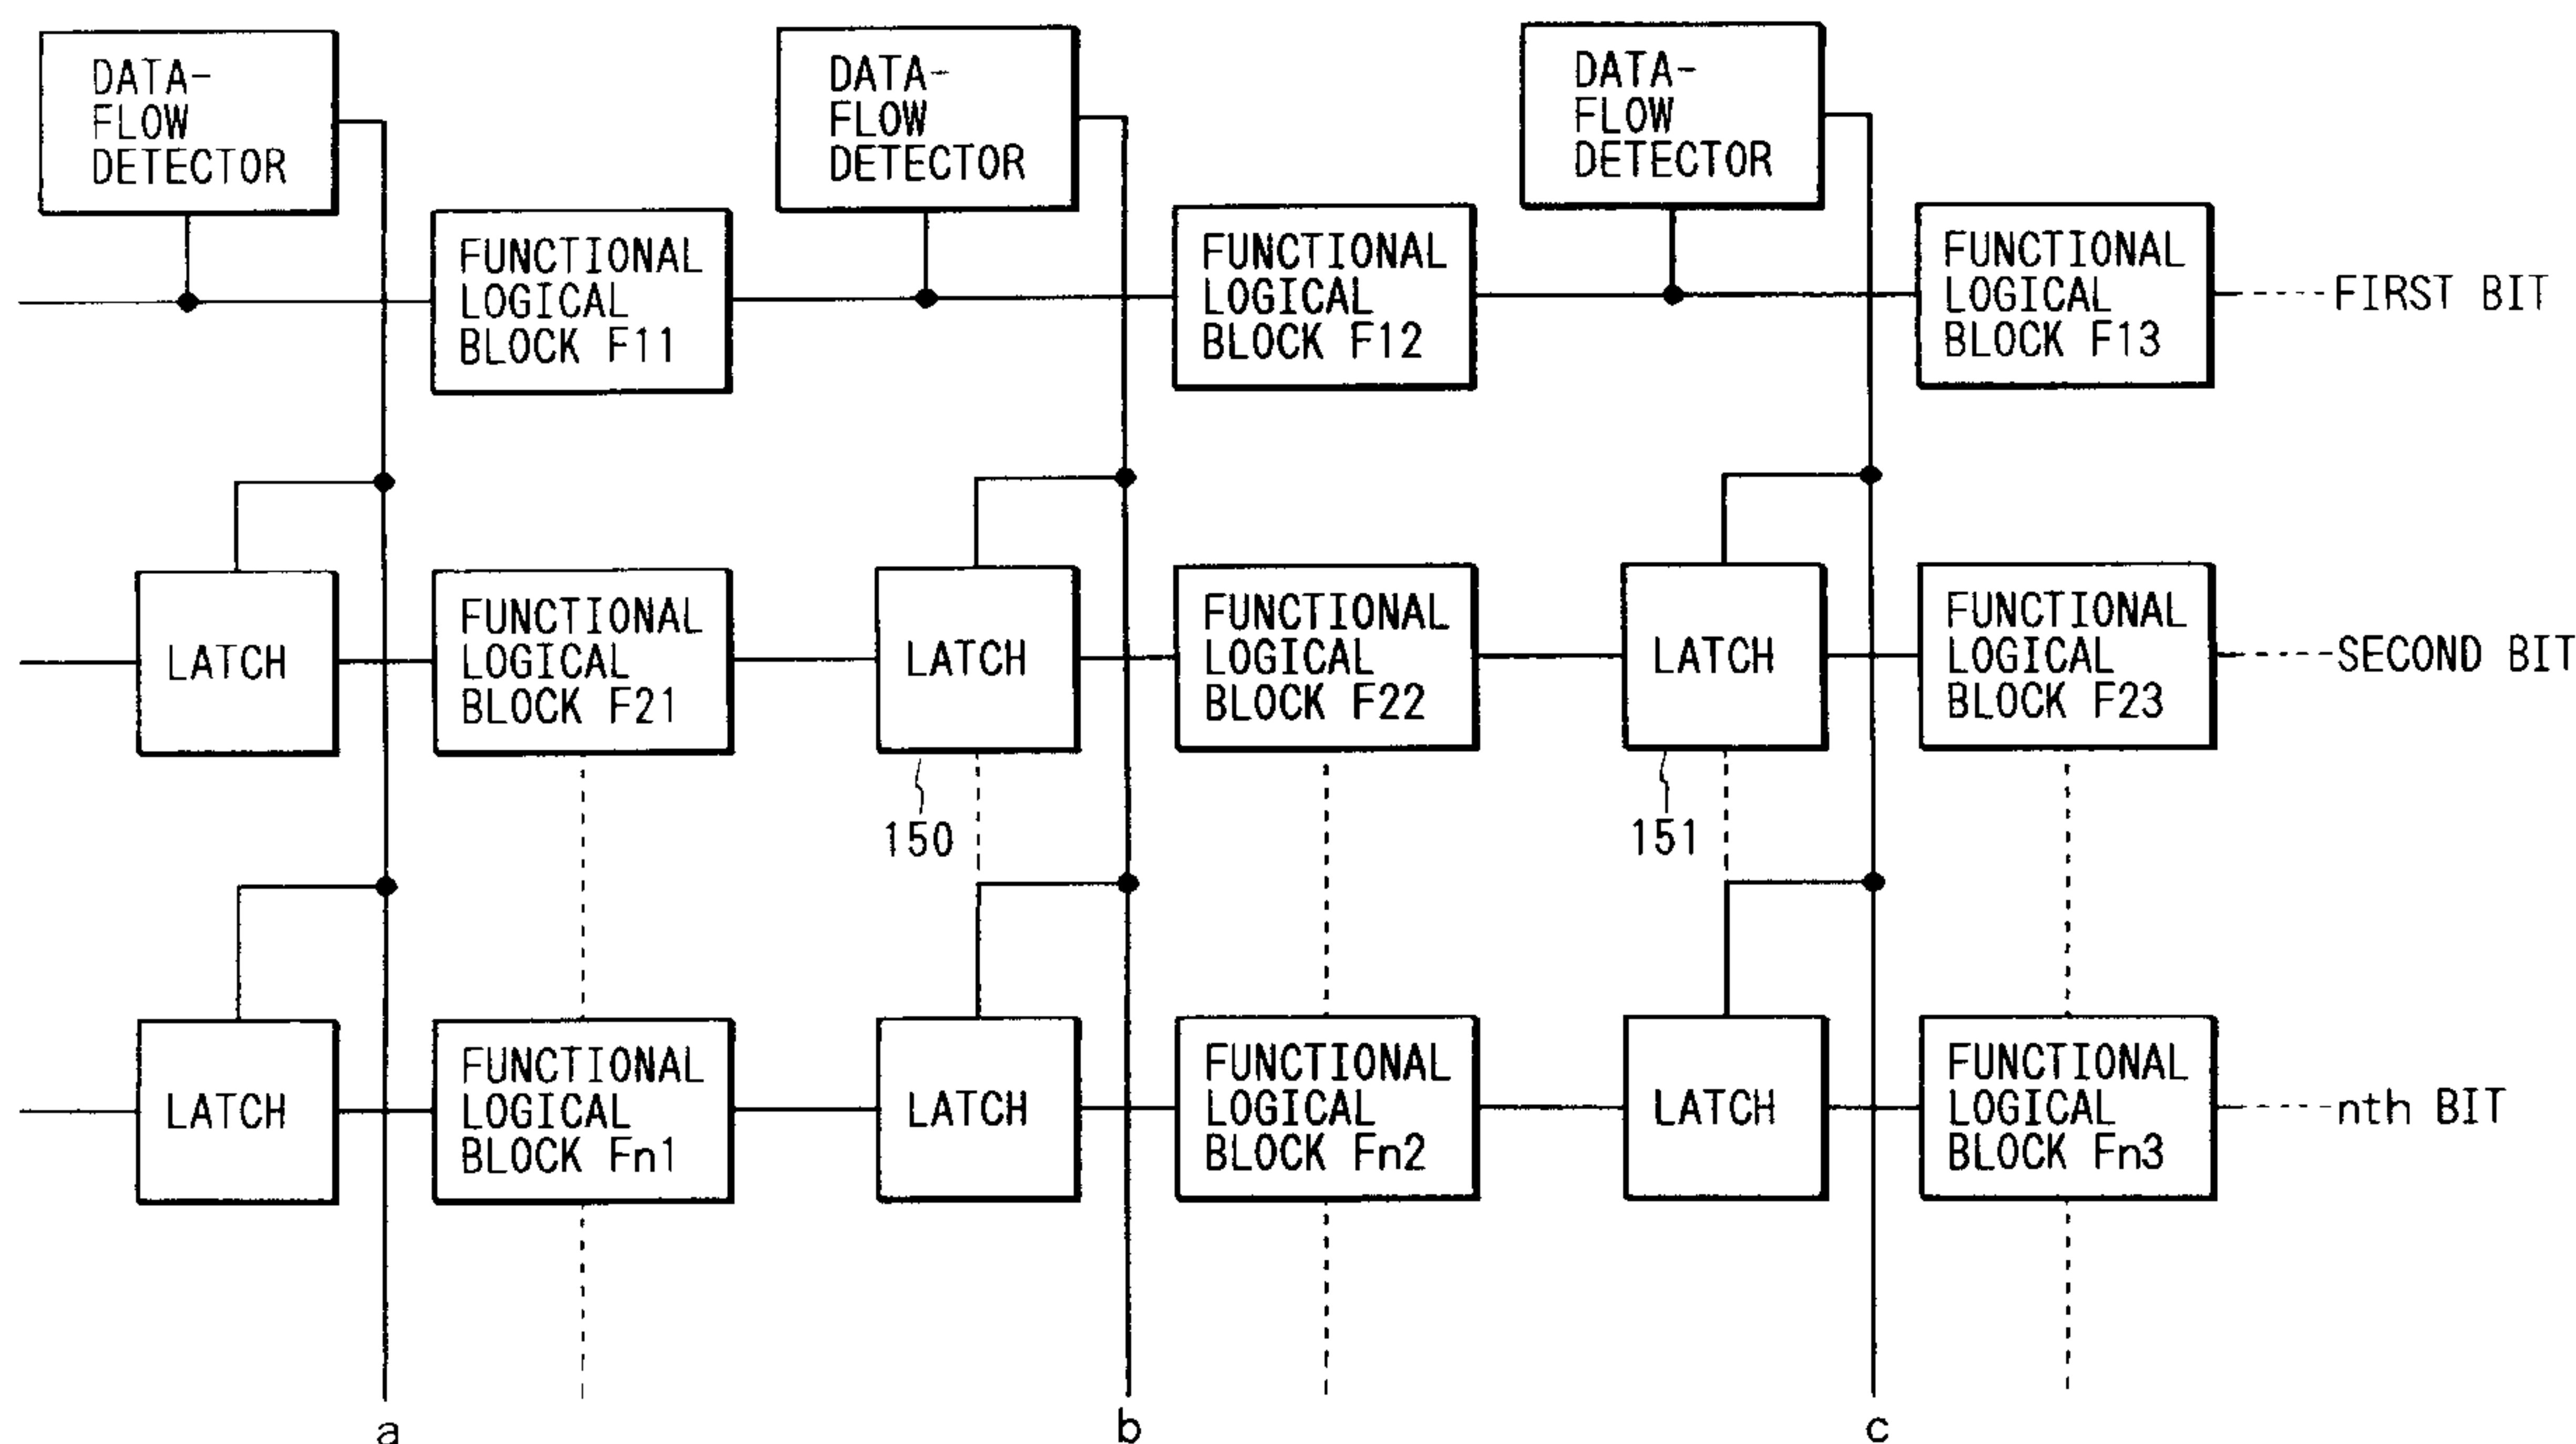 DATA-
FLOW
DETECTOR
DATA-
FLOW
DETECTOR
DATA-
FLOW
DETECTOR
FUNCTIONAL
LOGICAL
BLOCK F11
FUNCTIONAL
LOGICAL
BLOCK F12
FUNCTIONAL
LOGICAL
BLOCK F13
FIRST BIT
LATCH
FUNCTIONAL
LOGICAL
BLOCK F21
LATCH
FUNCTIONAL
LOGICAL
BLOCK F22
LATCH
FUNCTIONAL
LOGICAL
BLOCK F23
SECOND BIT
150
151
LATCH
FUNCTIONAL
LOGICAL
BLOCK Fn1
LATCH
FUNCTIONAL
LOGICAL
BLOCK Fn2
LATCH
FUNCTIONAL
LOGICAL
BLOCK Fn3
nth BIT
a
b
c